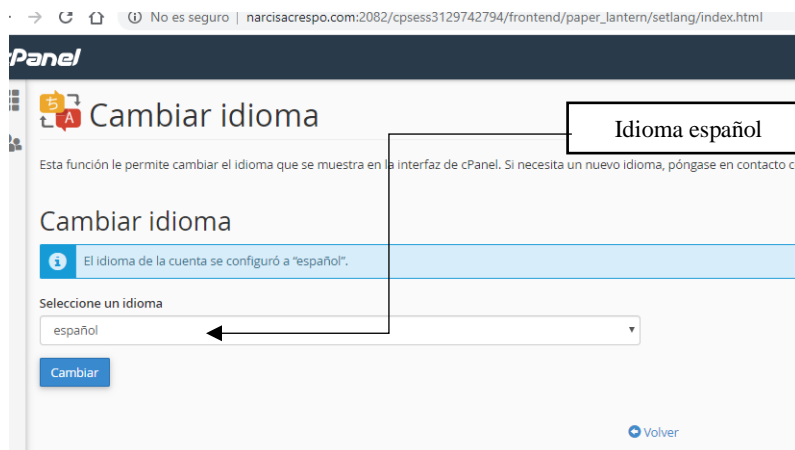 No es seguro | narcisacrespo.com:2082/cpsess3129742794/frontend/paper_lantern/setlang/index.html
Panel
Cambiar idioma
Idioma español
Esta función le permite cambiar el idioma que se muestra en la interfaz de cPanel. Si necesita un nuevo idioma, póngase en contacto c
Cambiar idioma
El idioma de la cuenta se configuró a "español".
Seleccione un idioma
español
Cambiar
Volver